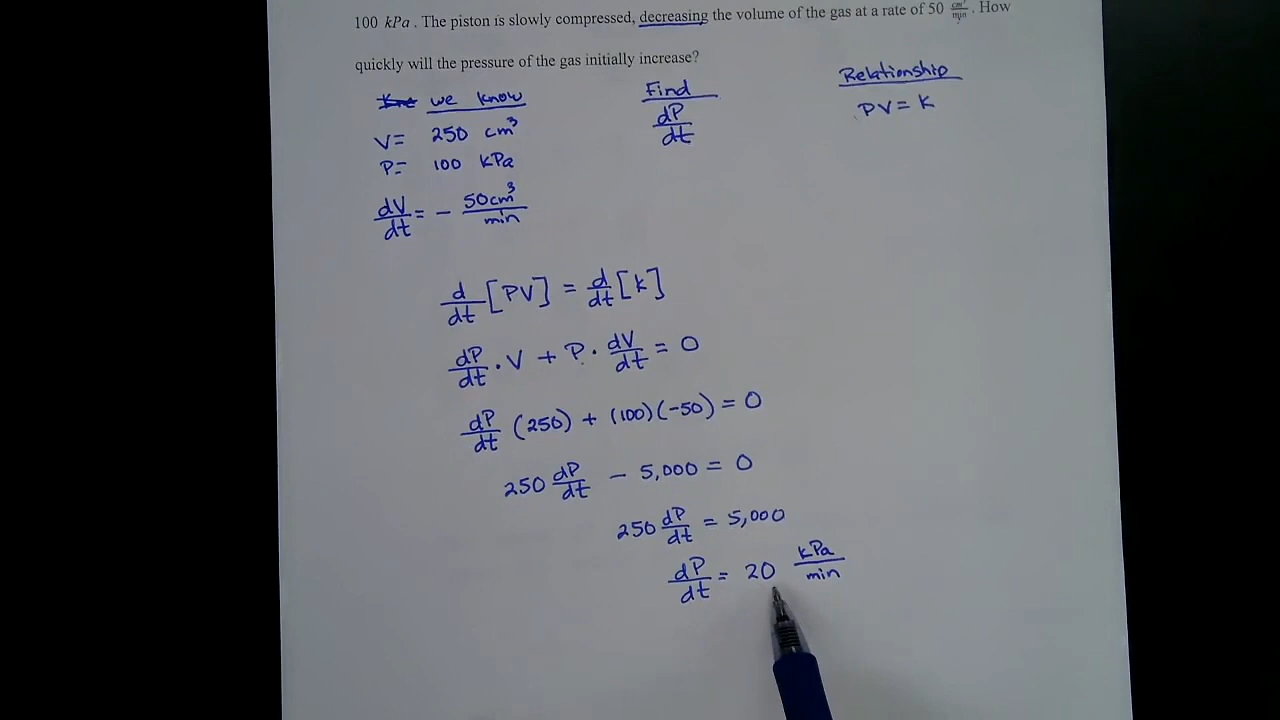 100 kPa . The piston is slowly compressed, decreasing the volume of the gas at a rate of 50 cm³/min . How
quickly will the pressure of the gas initially increase?
we know
V= 250 cm³
P= 100 kPa
dV/dt = - 50cm³/min
Find
dP/dt
Relationship
PV = K
d/dt [PV] = d/dt [K]
dP/dt · V + P · dV/dt = 0
dP/dt (250) + (100)(-50) = 0
250 dP/dt - 5,000 = 0
250 dP/dt = 5,000
dP/dt = 20 kPa/min